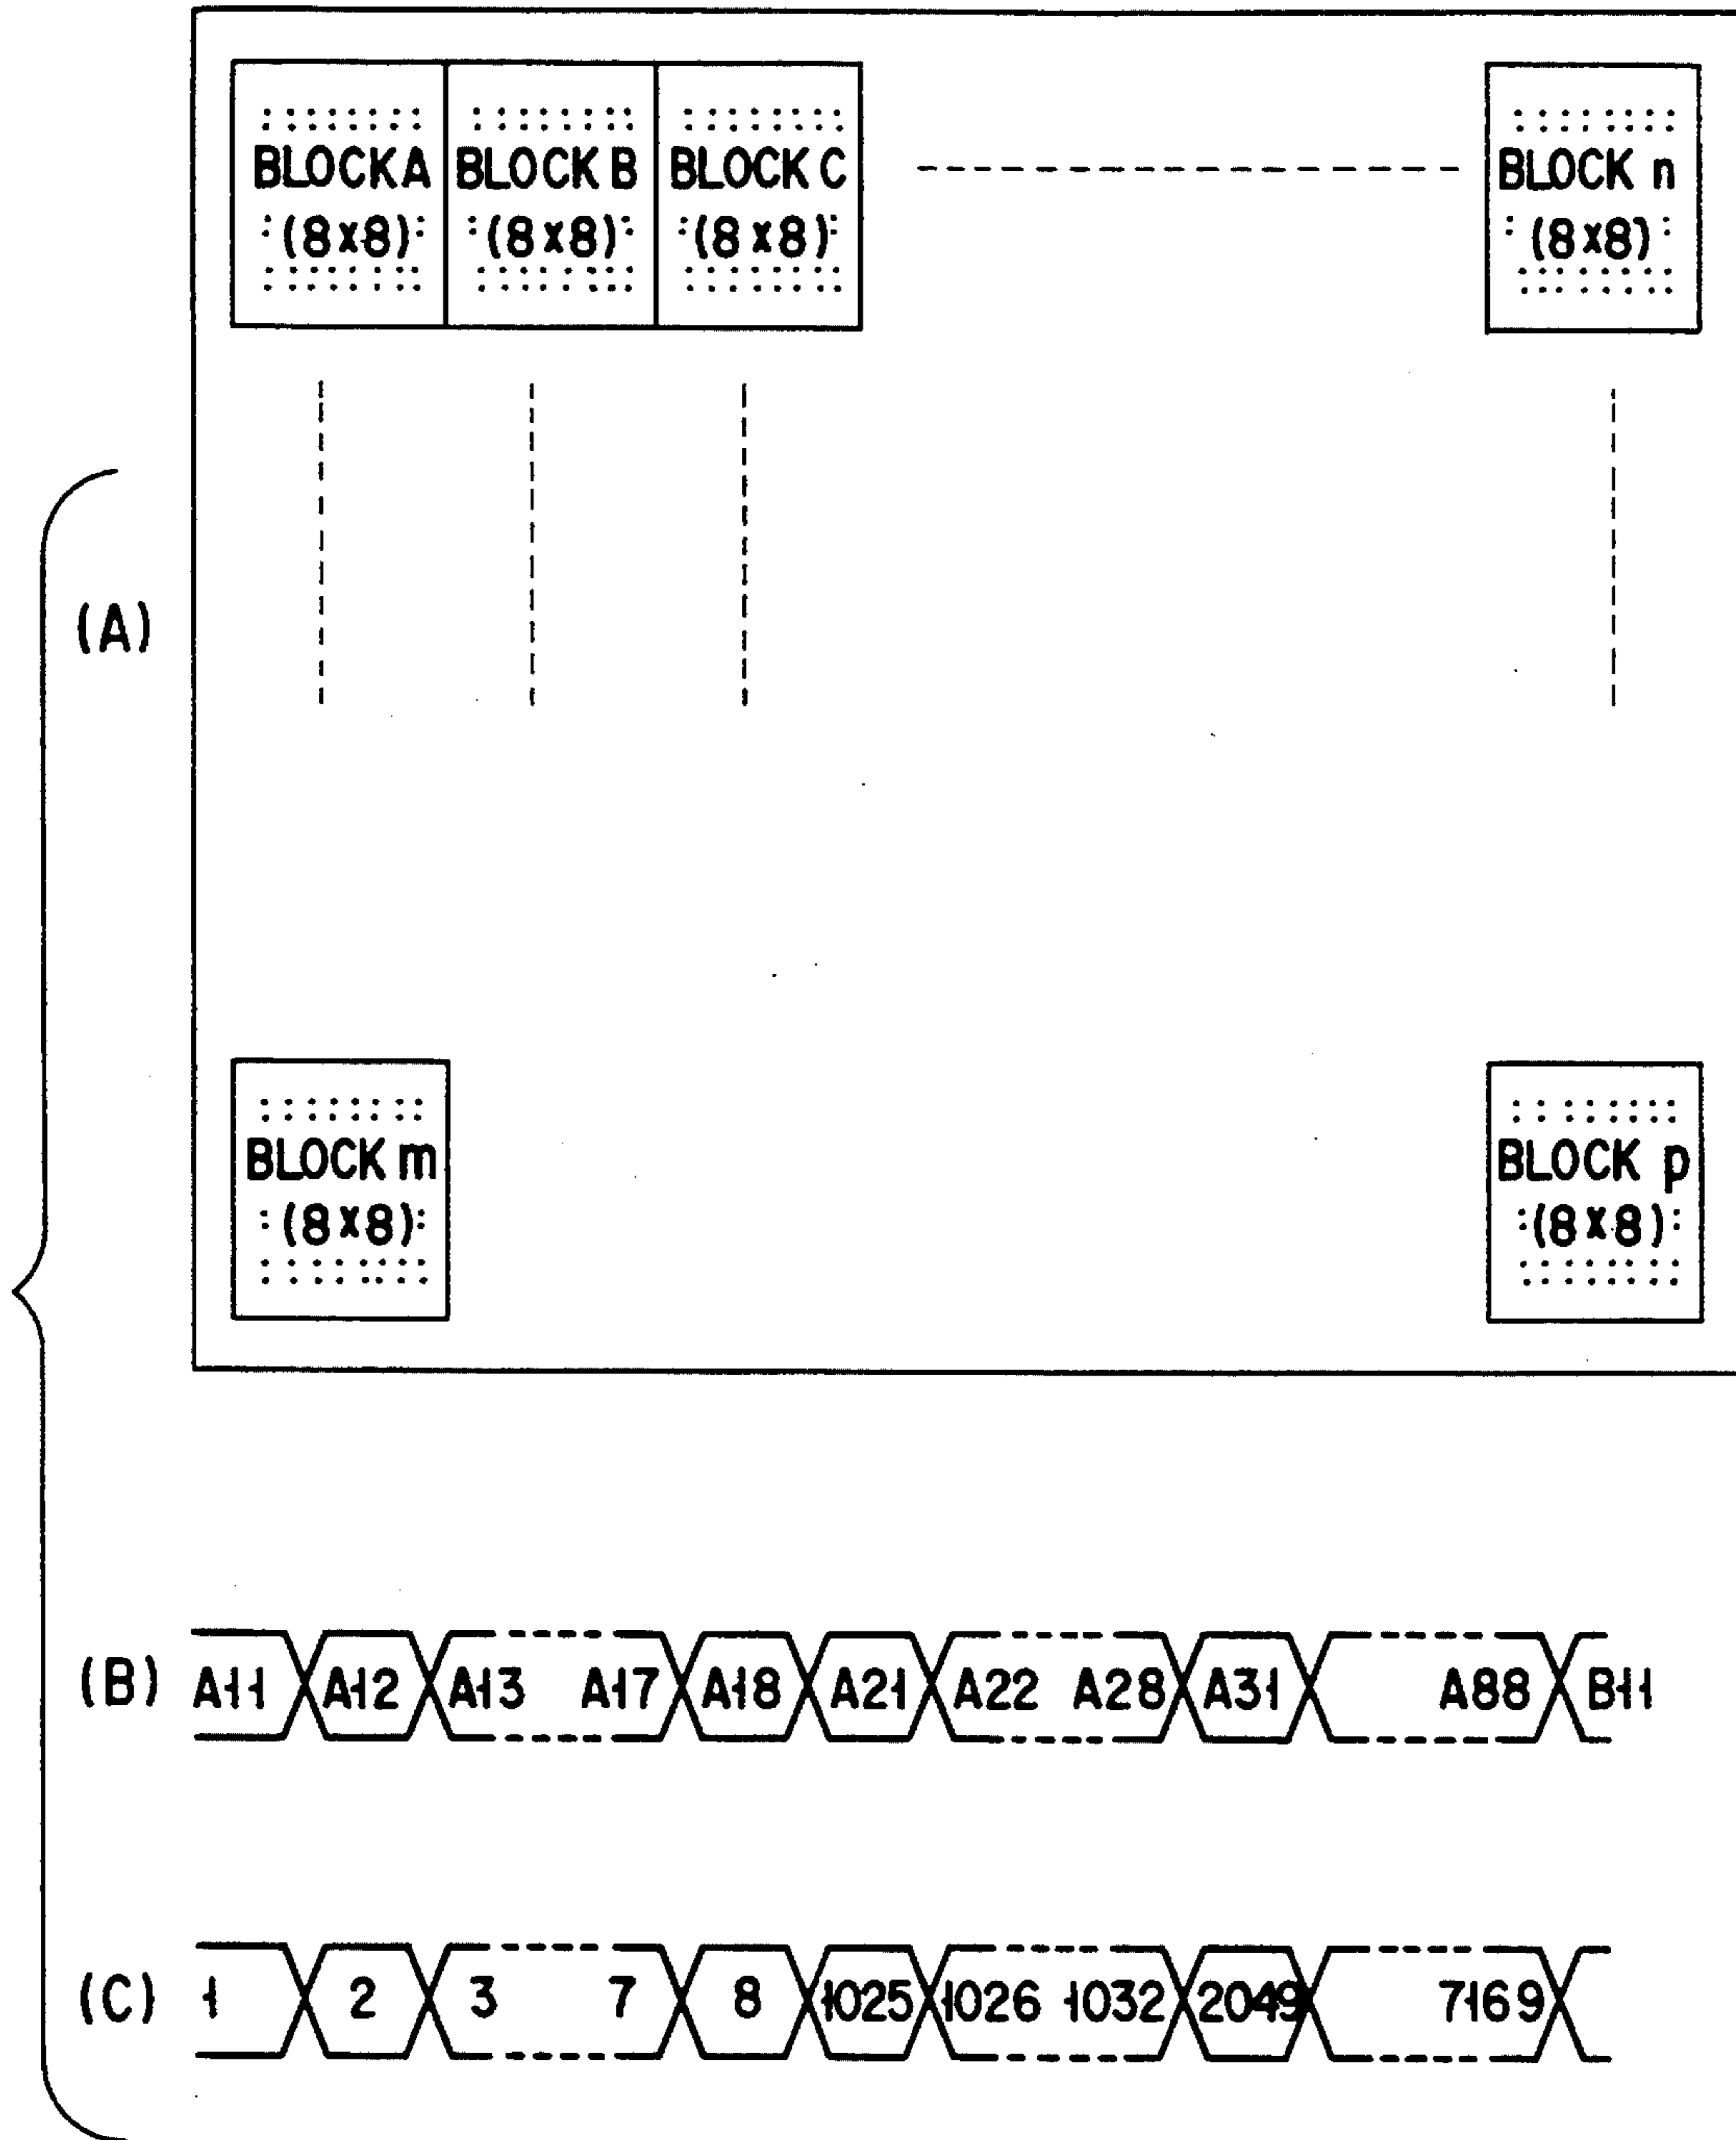 BLOCK A BLOCK B BLOCK C BLOCK n
(8x8) (8x8) (8x8) (8x8)
(A)
BLOCK m BLOCK p
(8x8) (8x8)
(B) A11 A12 A13 A17 A18 A21 A22 A28 A31 A88 B11
(C) 1 2 3 7 8 1025 1026 1032 2049 7169